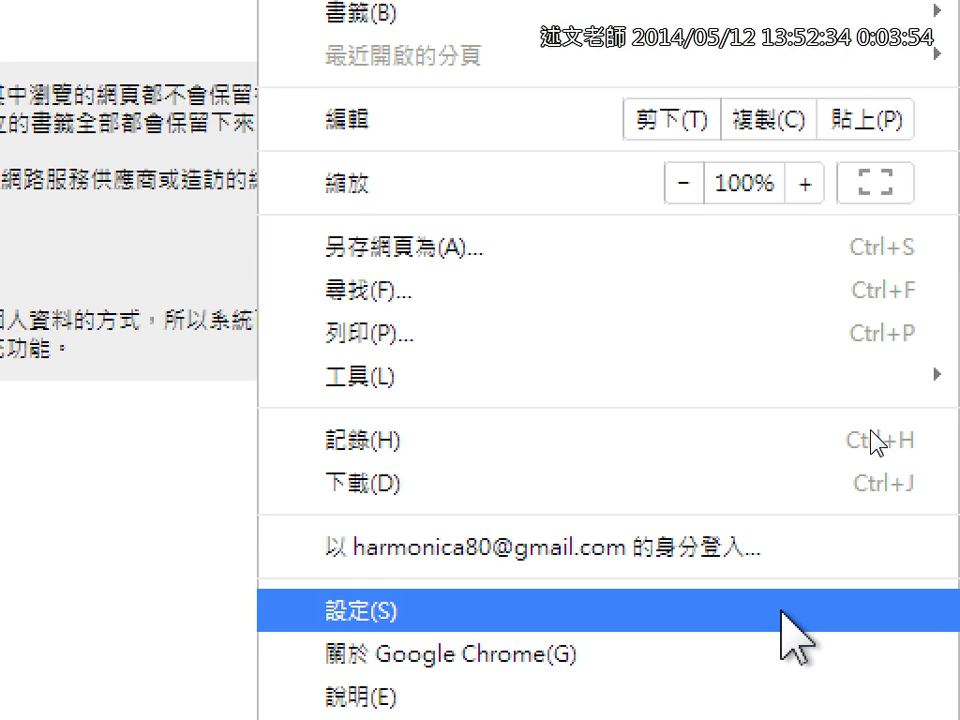 書籤(B)
述文老師 2014/05/12 13:52:34 0:03:54
最近開啟的分頁
其中瀏覽的網頁都不會保留
的書籤全部都會保留下來
編輯 剪下(T) 複製(C) 貼上(P)
網路服務供應商或造訪的
縮放 - 100% +
另存網頁為(A)... Ctrl+S
尋找(F)... Ctrl+F
人資料的方式，所以系統
列印(P)... Ctrl+P
功能。
工具(L)
記錄(H) Ctrl+H
下載(D) Ctrl+J
以 harmonica80@gmail.com 的身分登入...
設定(S)
關於 Google Chrome(G)
說明(E)